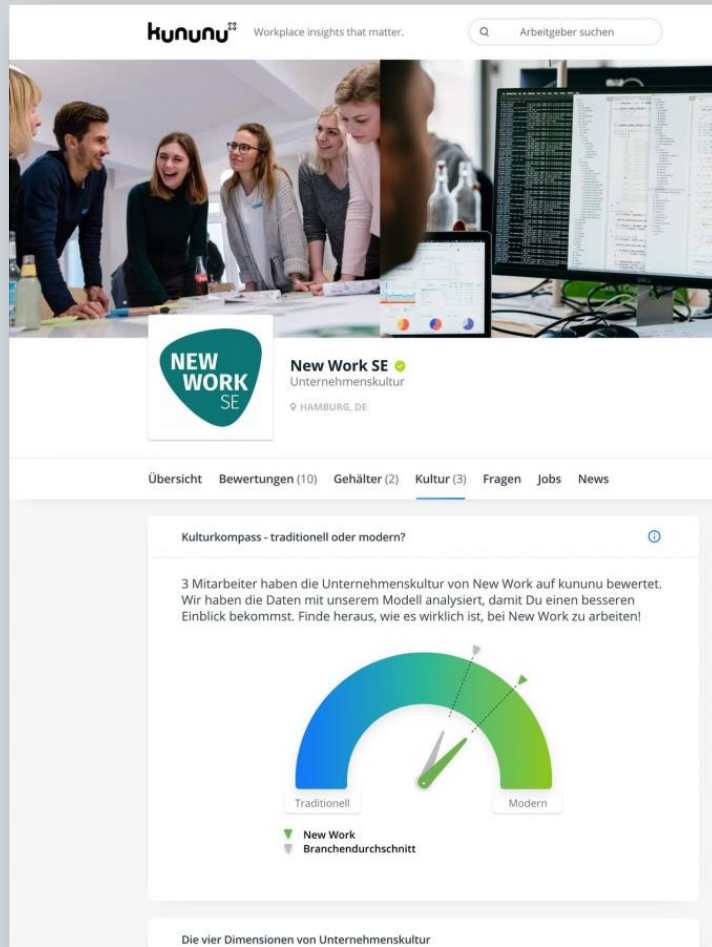 kununu
Workplace insights that matter.
Arbeitgeber suchen
NEW
WORK
SE
New Work SE
Unternehmenskultur
HAMBURG, DE
Übersicht Bewertungen (10) Gehälter (2) Kultur (3) Fragen Jobs News
Kulturkompass - traditionell oder modern?
3 Mitarbeiter haben die Unternehmenskultur von New Work auf kununu bewertet.
Wir haben die Daten mit unserem Modell analysiert, damit Du einen besseren
Einblick bekommst. Finde heraus, wie es wirklich ist, bei New Work zu arbeiten!
Traditionell
Modern
New Work
Branchendurchschnitt
Die vier Dimensionen von Unternehmenskultur